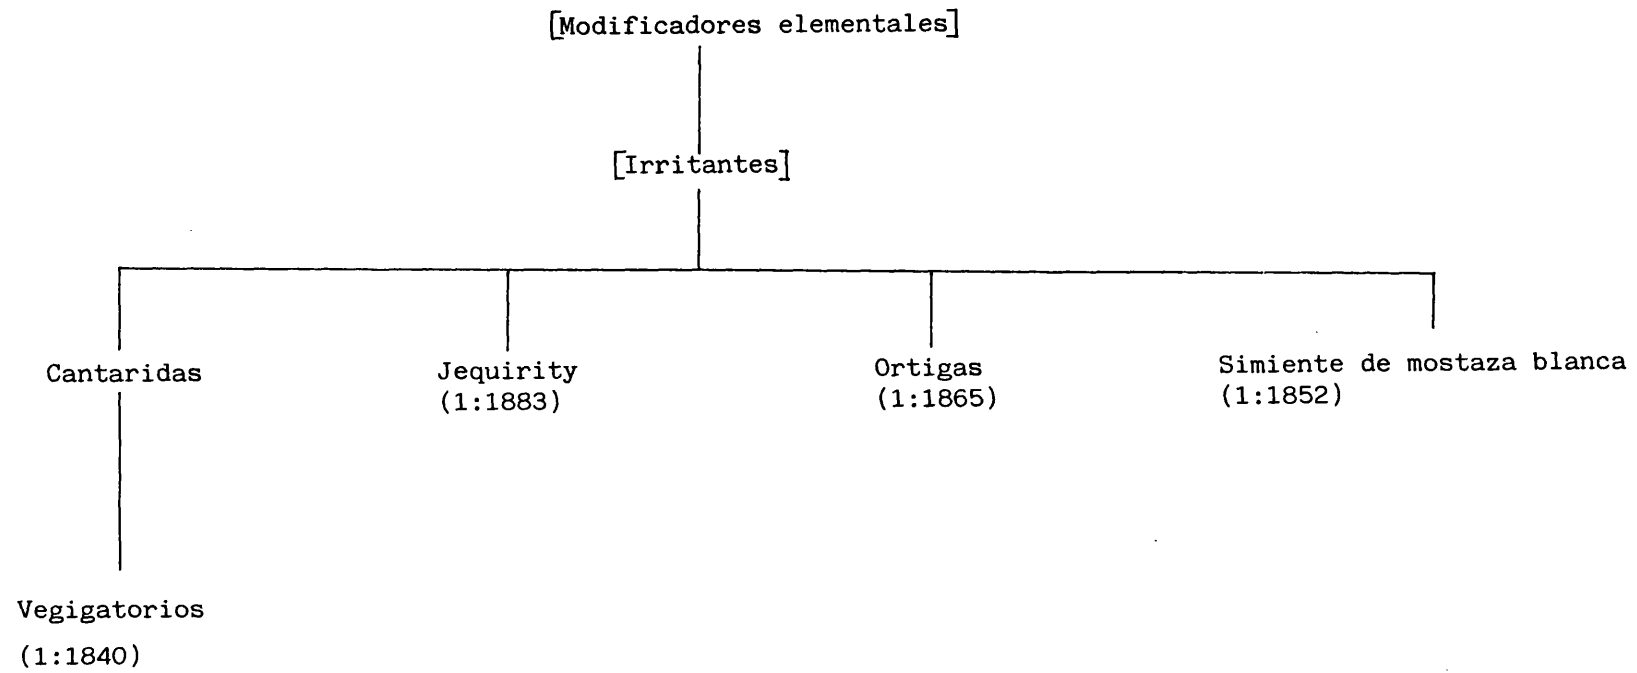 [Modificadores elementales]
[Irritantes]
Cantaridas
Jequirity
(1:1883)
Ortigas
(1:1865)
Simiente de mostaza blanca
(1:1852)
Vegigatorios
(1:1840)